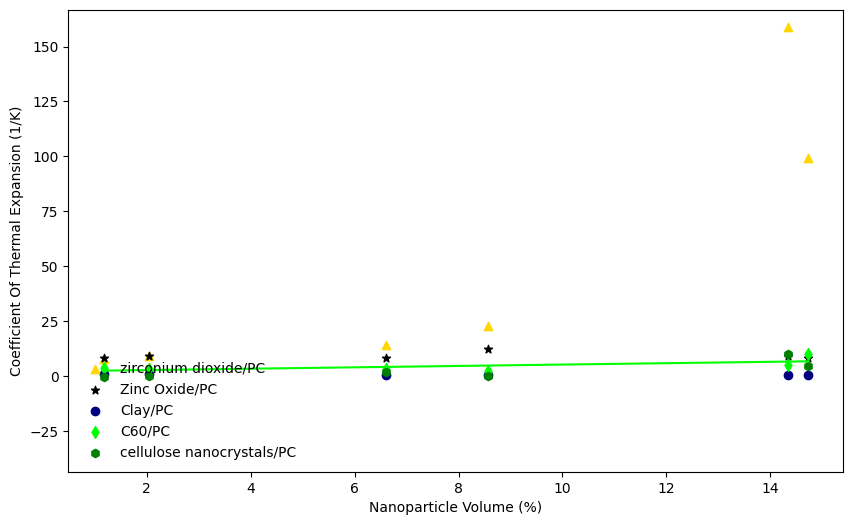 150
125
100
75
50
25
0
−25
Coefficient Of Thermal Expansion (1/K)
zirconium dioxide/PC
Zinc Oxide/PC
Clay/PC
C60/PC
cellulose nanocrystals/PC
2 4 6 8 10 12 14
Nanoparticle Volume (%)